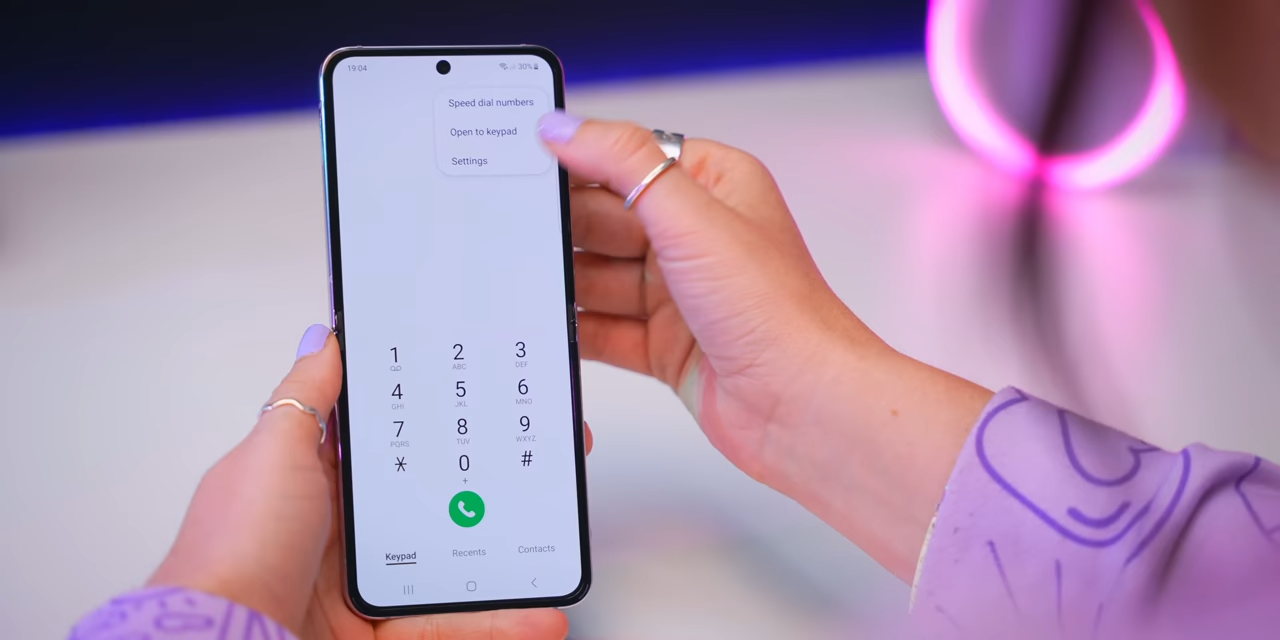 19:04 30%
Speed dial numbers
Open to keypad
Settings
1 2 3
ABC DEF
4 5 6
GHI JKL MNO
7 8 9
PQRS TUV WXYZ
* 0 #
+
Keypad Recents Contacts